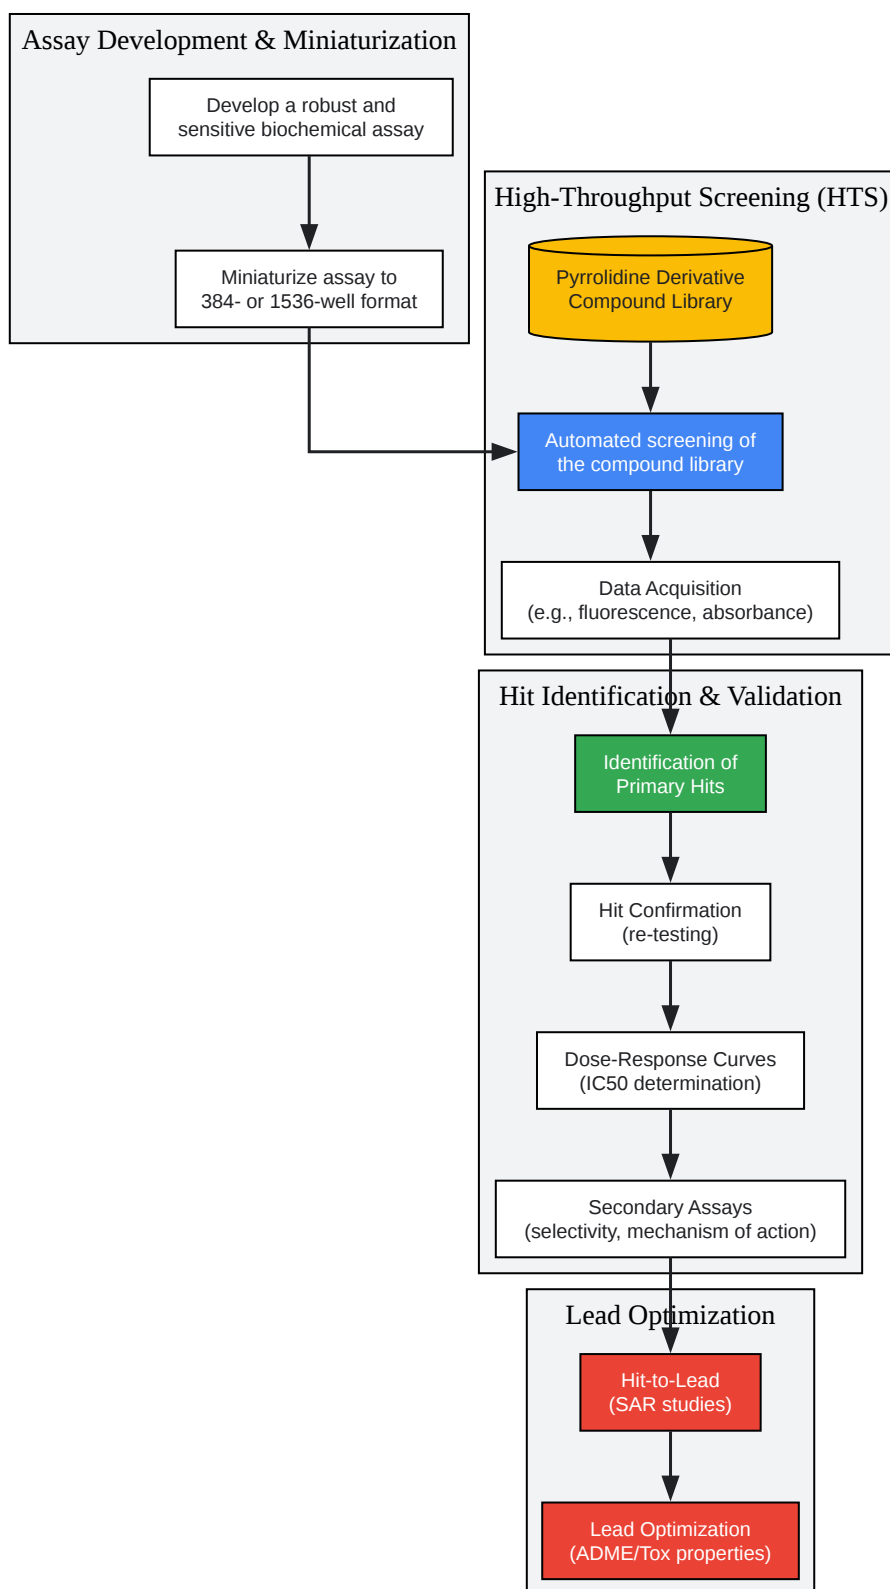 Assay Development & Miniaturization
Develop a robust and
sensitive biochemical assay
Miniaturize assay to
384- or 1536-well format
High-Throughput Screening (HTS)
Pyrrolidine Derivative
Compound Library
Automated screening of
the compound library
Data Acquisition
(e.g., fluorescence, absorbance)
Hit Identification & Validation
Identification of
Primary Hits
Hit Confirmation
(re-testing)
Dose-Response Curves
(IC50 determination)
Secondary Assays
(selectivity, mechanism of action)
Lead Optimization
Hit-to-Lead
(SAR studies)
Lead Optimization
(ADME/Tox properties)